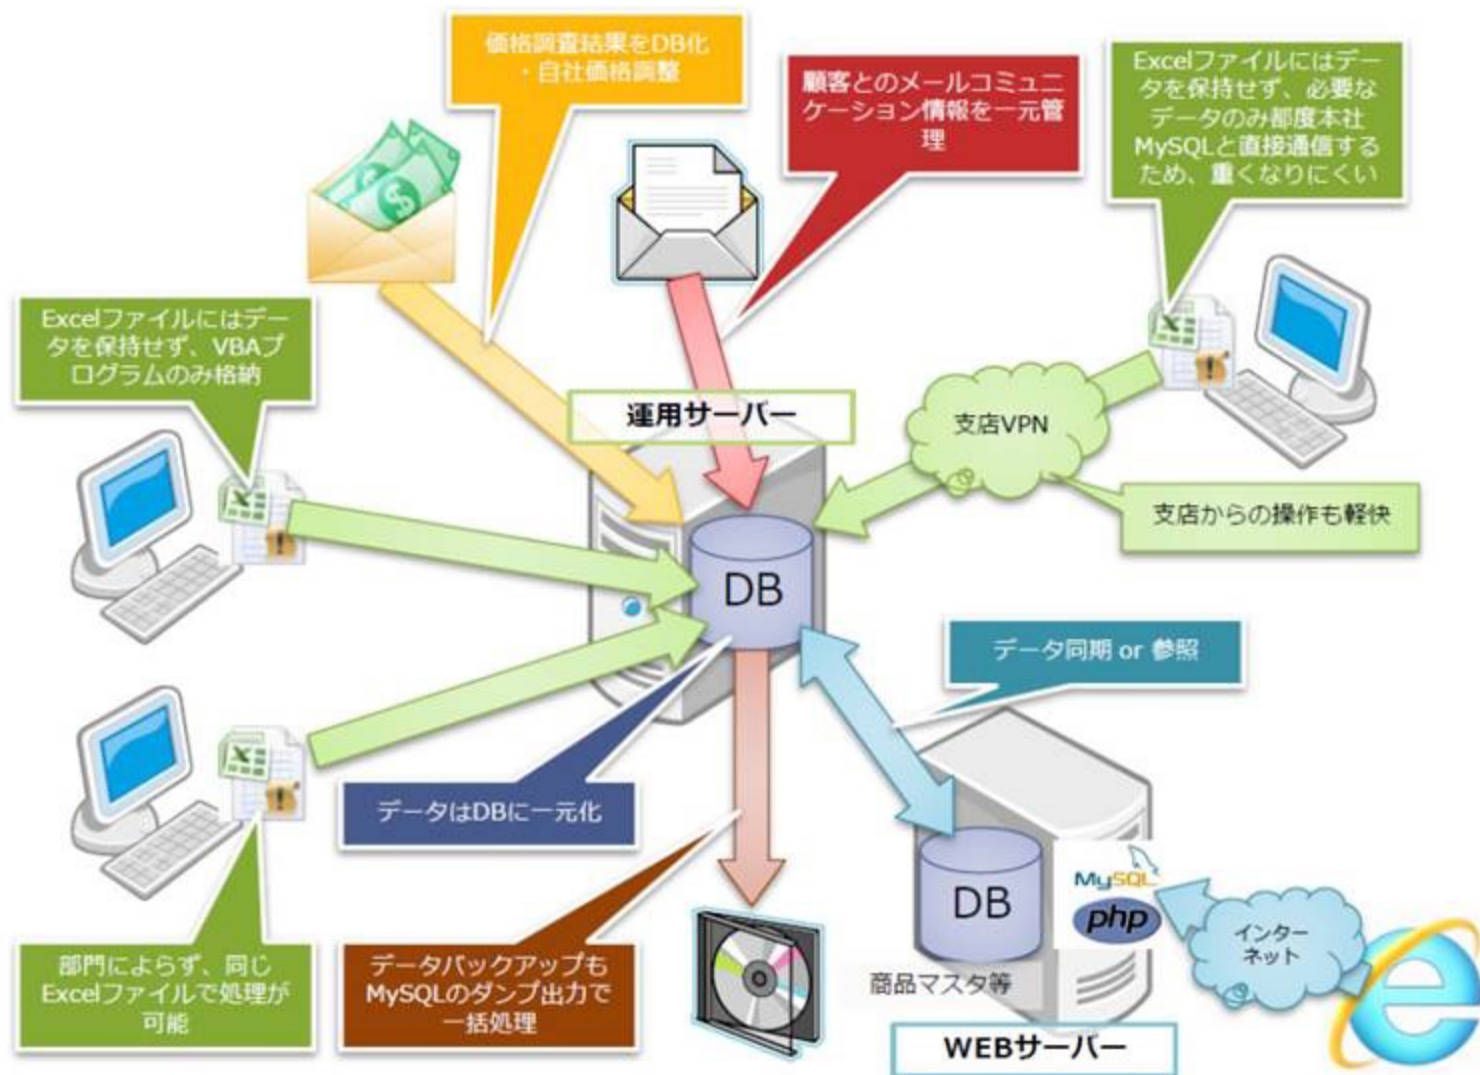 価格調査結果をDB化
・自社価格調整
顧客とのメールコミュニ
ケーション情報を一元管
理
Excelファイルにはデー
タを保持せず、必要な
データのみ都度本社
MySQLと直接通信する
ため、重くなりにくい
Excelファイルにはデー
タを保持せず、VBAプ
ログラムのみ格納
運用サーバー
支店VPN
支店からの操作も軽快
DB
データ同期 or 参照
データはDBに一元化
DB
MySQL
php
インター
ネット
商品マスタ等
部門によらず、同じ
Excelファイルで処理が
可能
データバックアップも
MySQLのダンプ出力で
一括処理
WEBサーバー